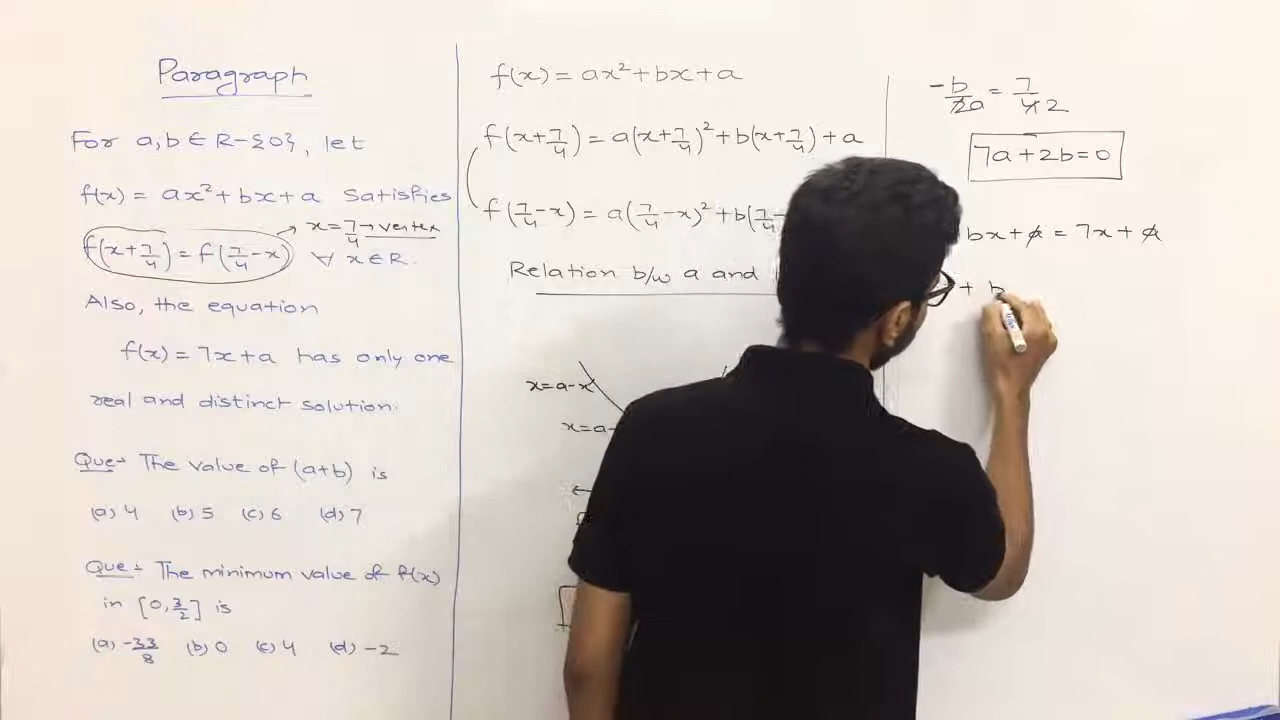 Paragraph
For a,b ∈ R-{0}, let
f(x) = ax²+bx+a satisfies
→ x=7/4 → vertex
f(x+7/4) = f(7/4-x) ∀ x∈R.
Also, the equation
f(x) = 7x+a has only one
real and distinct solution.
Que:- The value of (a+b) is
(a) 4 (b) 5 (c) 6 (d) 7
Que:- The minimum value of f(x)
in [0,3/2] is
(a) -33/8 (b) 0 (c) 4 (d) -2
f(x) = ax²+bx+a
f(x+7/4) = a(x+7/4)²+b(x+7/4)+a
f(7/4-x) = a(7/4-x)²+b(7/4-
Relation b/w a and
x=a-x
x=a-
-b/2a = 7/4 2
7a+2b=0
bx+a = 7x+a
+ b